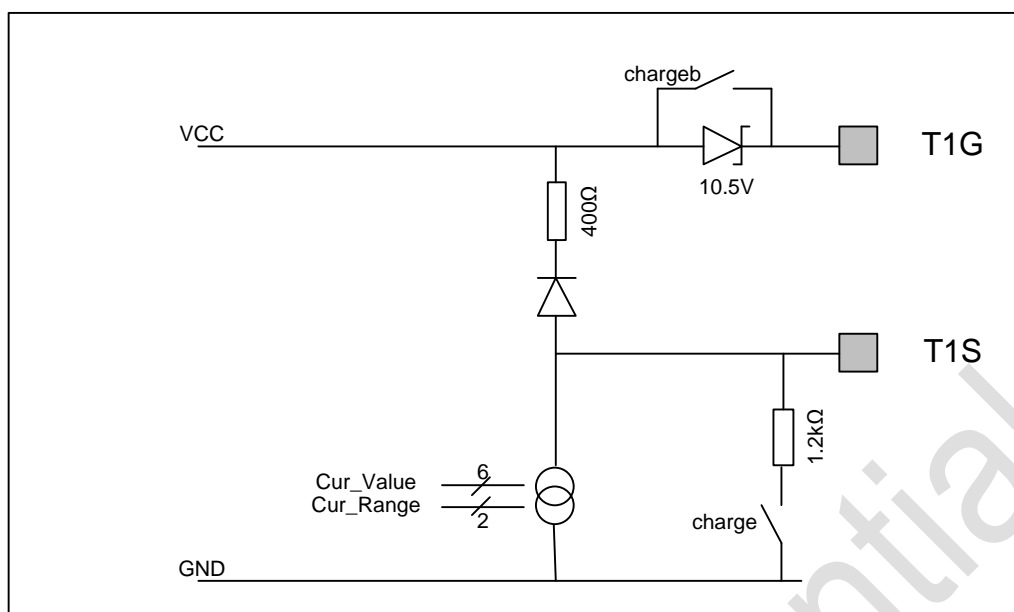 chargeb
VCC
T1G
10.5V
400Ω
T1S
1.2kΩ
Cur_Value
6
Cur_Range
2
charge
GND